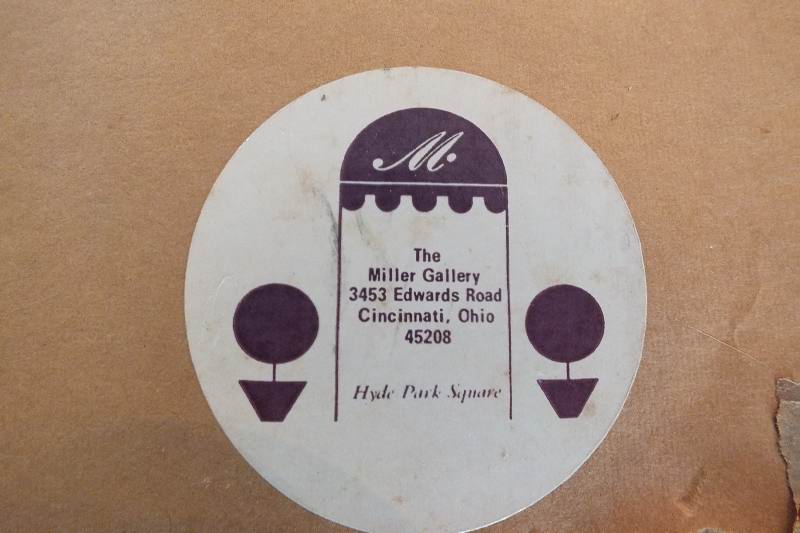 M.
The
Miller Gallery
3453 Edwards Road
Cincinnati, Ohio
45208
Hyde Park Square